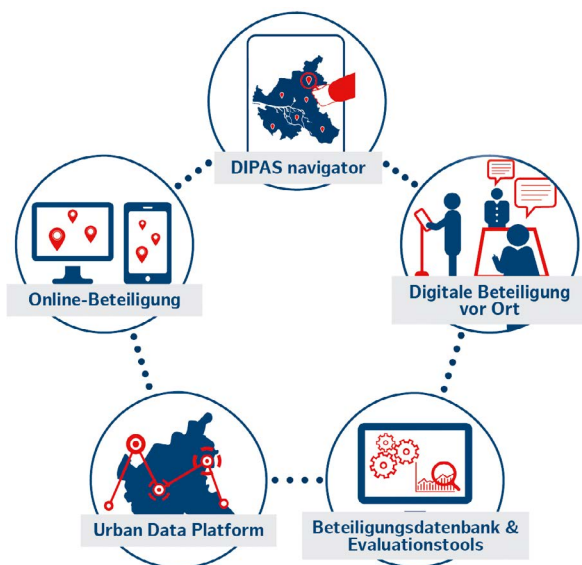 DIPAS navigator
Online-Beteiligung
Digitale Beteiligung
vor Ort
Urban Data Platform
Beteiligungsdatenbank &
Evaluationstools